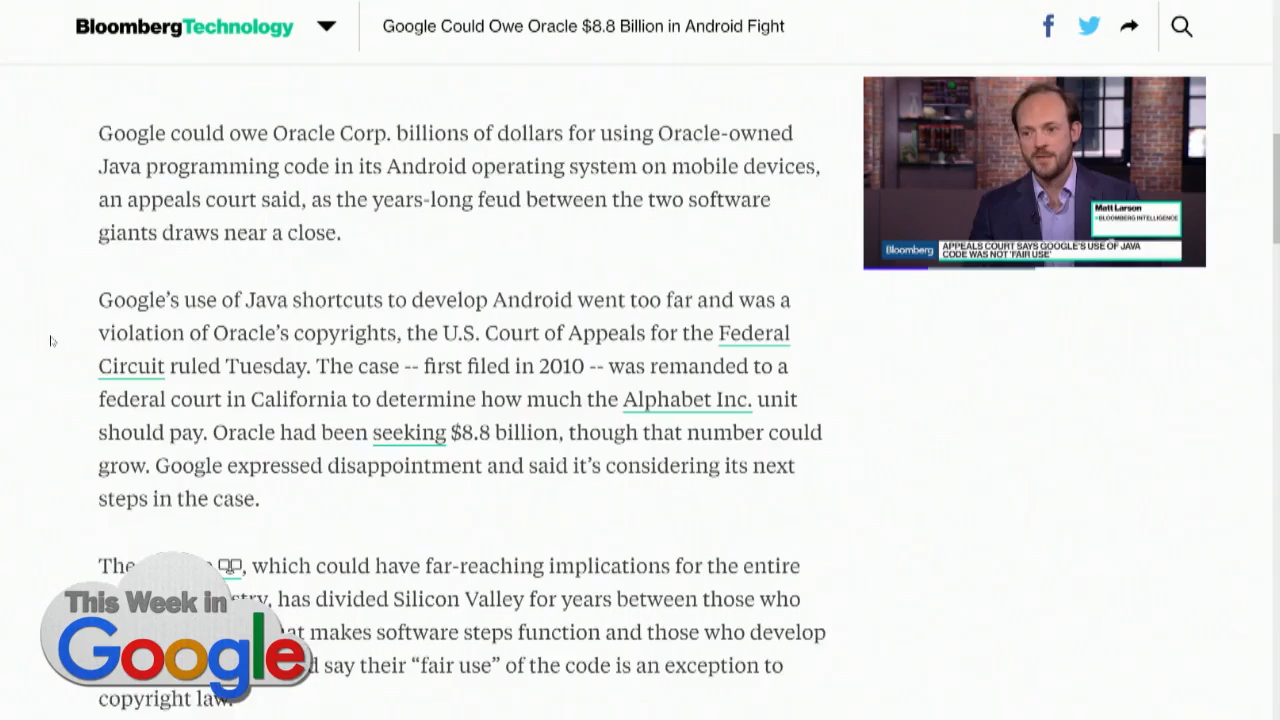 BloombergTechnology
Google Could Owe Oracle $8.8 Billion in Android Fight
Google could owe Oracle Corp. billions of dollars for using Oracle-owned
Java programming code in its Android operating system on mobile devices,
an appeals court said, as the years-long feud between the two software
giants draws near a close.
Matt Larson
BLOOMBERG INTELLIGENCE
Bloomberg
APPEALS COURT SAYS GOOGLE'S USE OF JAVA
CODE WAS NOT 'FAIR USE'
Google’s use of Java shortcuts to develop Android went too far and was a
violation of Oracle’s copyrights, the U.S. Court of Appeals for the Federal
Circuit ruled Tuesday. The case -- first filed in 2010 -- was remanded to a
federal court in California to determine how much the Alphabet Inc. unit
should pay. Oracle had been seeking $8.8 billion, though that number could
grow. Google expressed disappointment and said it’s considering its next
steps in the case.
The , which could have far-reaching implications for the entire
has divided Silicon Valley for years between those who
makes software steps function and those who develop
say their “fair use” of the code is an exception to
copyright law.
This Week in
Google